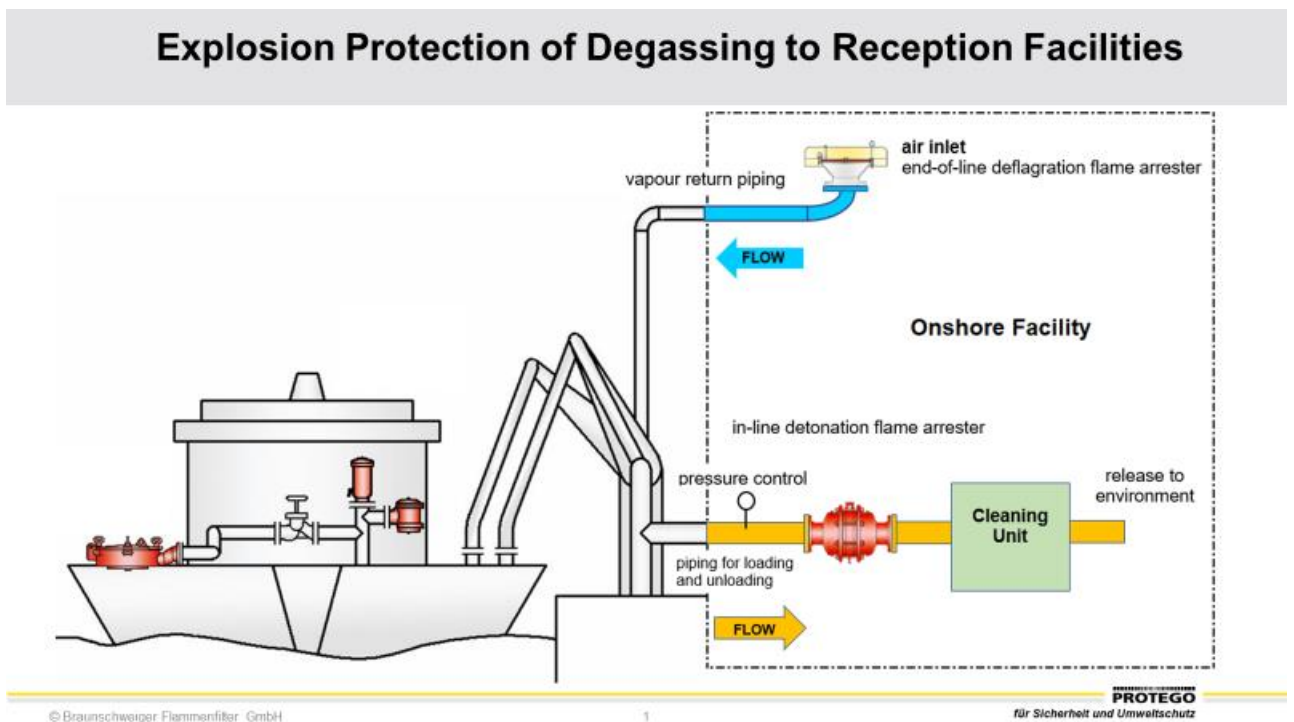 Explosion Protection of Degassing to Reception Facilities
air inlet
end-of-line deflagration flame arrester
vapour return piping
FLOW
Onshore Facility
in-line detonation flame arrester
pressure control
release to
environment
Cleaning
Unit
piping for loading
and unloading
FLOW
PROTEGO
© Braunschweiger Flammenfilter GmbH
1
für Sicherheit und Umweltschutz